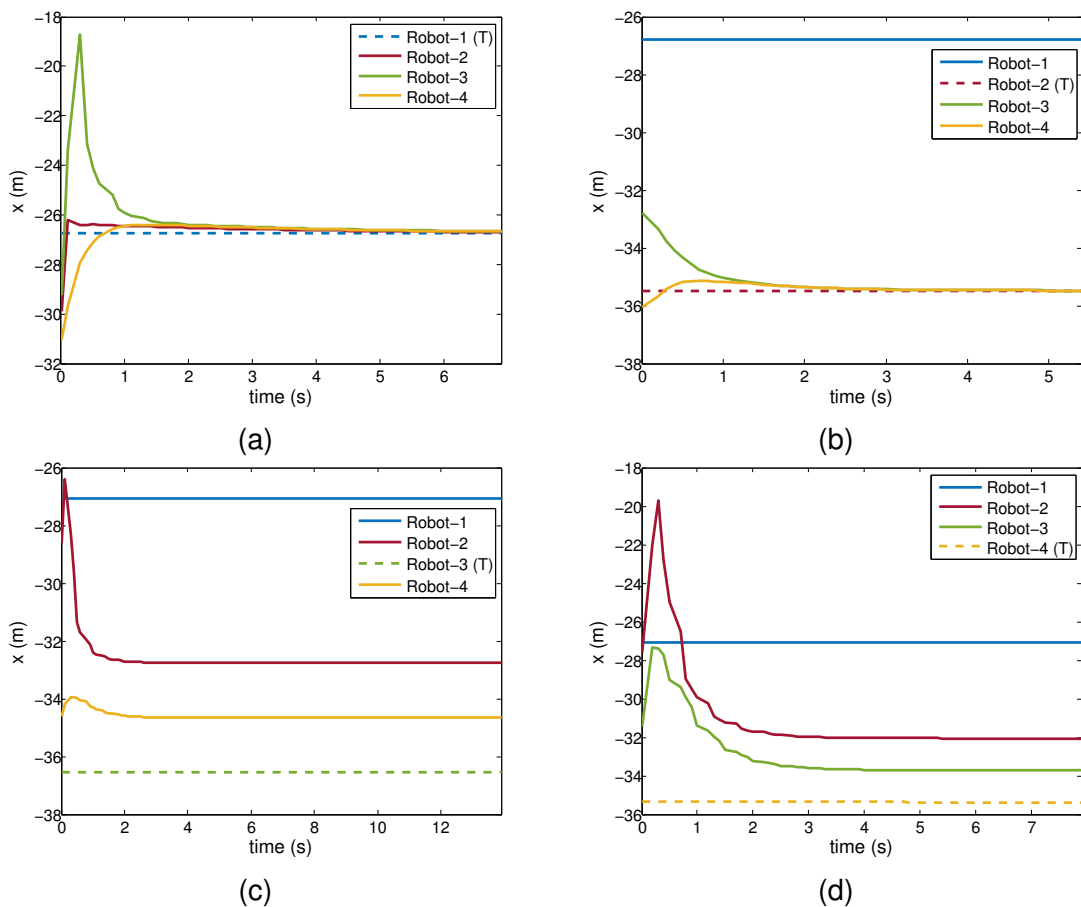 −18
−20
−22
−24
−26
−28
−30
−32
x (m)
0 1 2 3 4 5 6
time (s)
Robot−1 (T)
Robot−2
Robot−3
Robot−4
(a)
−26
−28
−30
−32
−34
−36
−38
x (m)
0 1 2 3 4 5
time (s)
Robot−1
Robot−2 (T)
Robot−3
Robot−4
(b)
−26
−28
−30
−32
−34
−36
−38
x (m)
0 2 4 6 8 10 12
time (s)
Robot−1
Robot−2
Robot−3 (T)
Robot−4
(c)
−18
−20
−22
−24
−26
−28
−30
−32
−34
−36
x (m)
0 1 2 3 4 5 6 7
time (s)
Robot−1
Robot−2
Robot−3
Robot−4 (T)
(d)